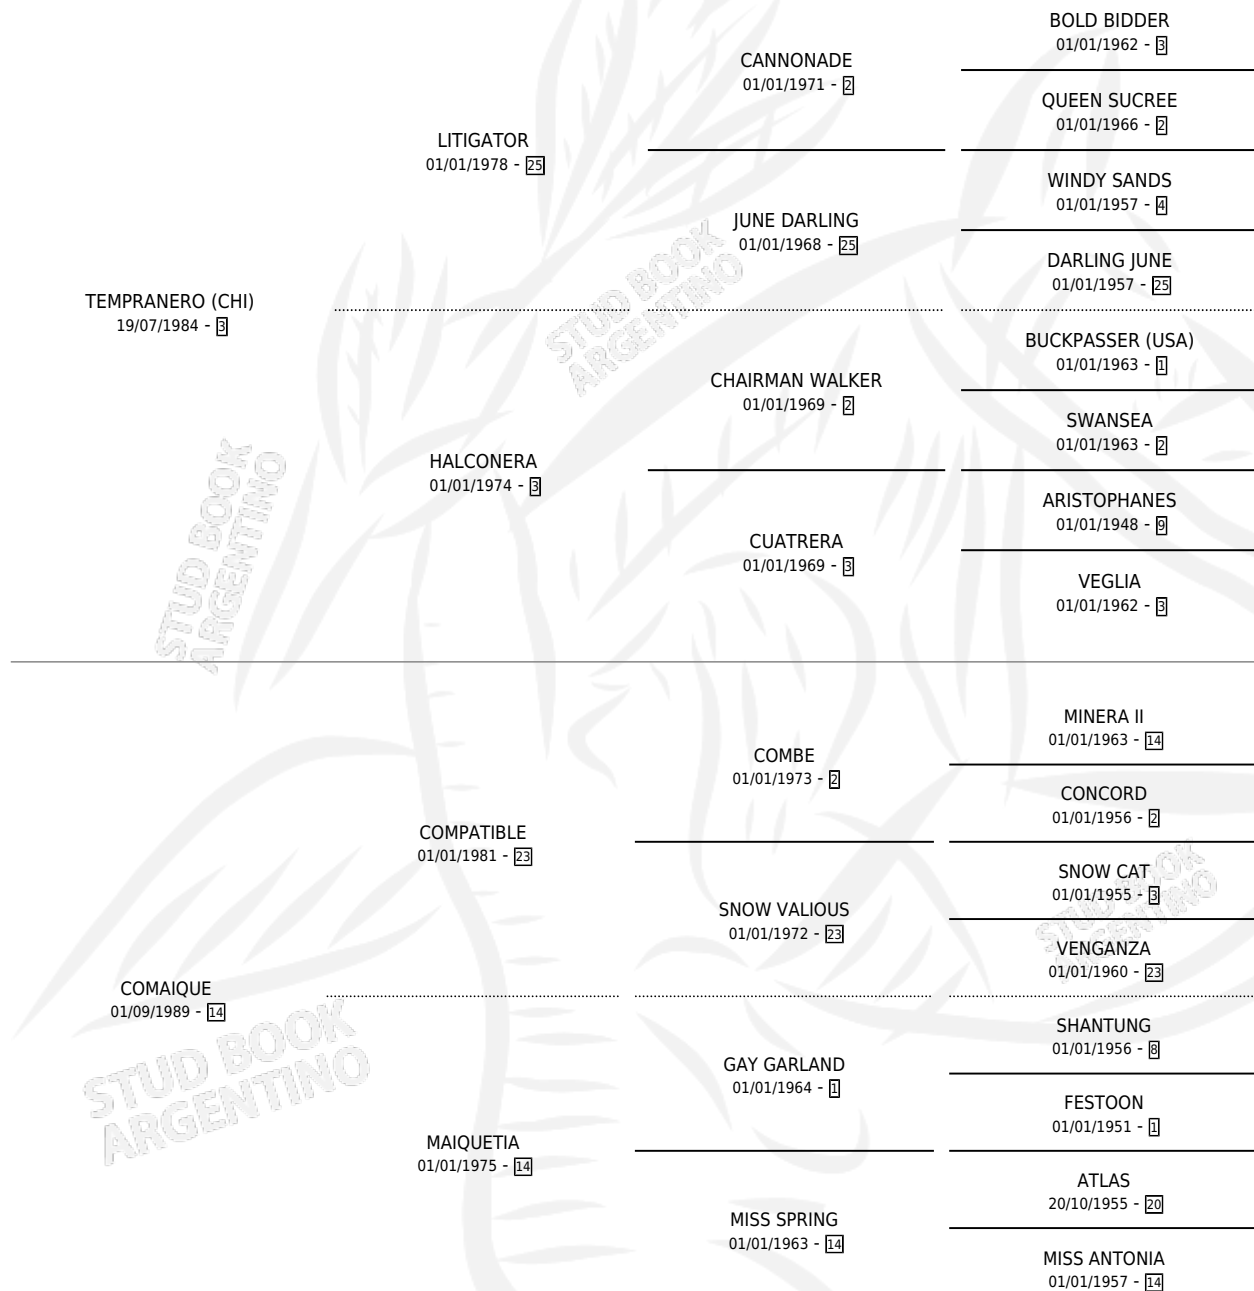 BOLD BIDDER
01/01/1962 - 3
CANNONADE
01/01/1971 - 2
QUEEN SUCREE
01/01/1966 - 2
LITIGATOR
01/01/1978 - 25
WINDY SANDS
01/01/1957 - 4
JUNE DARLING
01/01/1968 - 25
DARLING JUNE
01/01/1957 - 25
TEMPRANERO (CHI)
19/07/1984 - 3
STUD BOOK
ARGENTINO
BUCKPASSER (USA)
01/01/1963 - 1
CHAIRMAN WALKER
01/01/1969 - 2
SWANSEA
01/01/1963 - 2
HALCONERA
01/01/1974 - 3
ARISTOPHANES
01/01/1948 - 9
CUATRERA
01/01/1969 - 3
VEGLIA
01/01/1962 - 3
STUD BOOK
ARGENTINO
MINERA II
01/01/1963 - 14
COMBE
01/01/1973 - 2
CONCORD
01/01/1956 - 2
COMPATIBLE
01/01/1981 - 23
SNOW CAT
01/01/1955 - 3
SNOW VALIOUS
01/01/1972 - 23
VENGANZA
01/01/1960 - 23
STUD BOOK
ARGENTINO
COMAIQUE
01/09/1989 - 14
SHANTUNG
01/01/1956 - 8
GAY GARLAND
01/01/1964 - 1
FESTOON
01/01/1951 - 1
STUD BOOK
ARGENTINO
MAIQUETIA
01/01/1975 - 14
ATLAS
20/10/1955 - 20
MISS SPRING
01/01/1963 - 14
MISS ANTONIA
01/01/1957 - 14